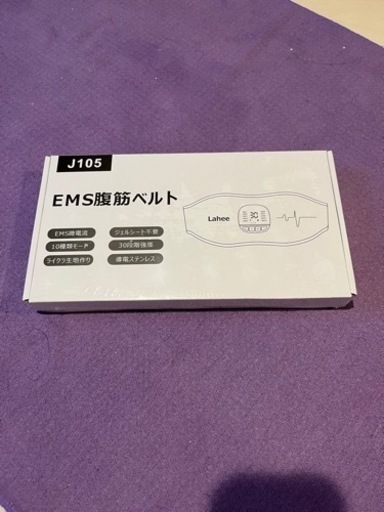 J105
EMS腹筋ベルト
Lahee
EMS微電流 ジェルシート不要
10種類モード 30段階強度
ライクラ生地作り 導電ステンレス